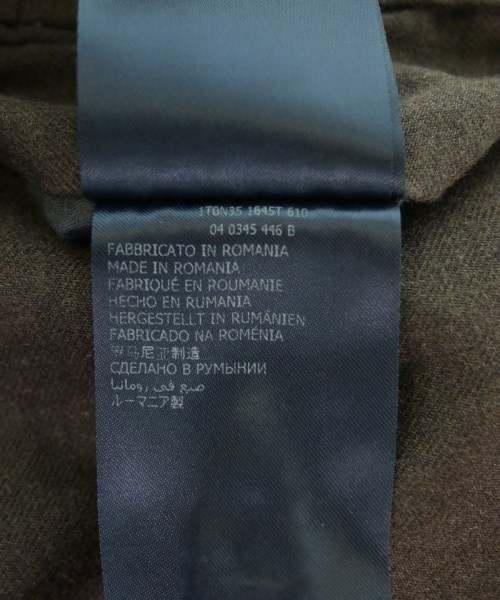 1T0N35 1645T 610
04 0345 446 B
FABBRICATO IN ROMANIA
MADE IN ROMANIA
FABRIQUÉ EN ROUMANIE
HECHO EN RUMANIA
HERGESTELLT IN RUMÄNIEN
FABRICADO NA ROMÉNIA
罗马尼亚制造
СДЕЛАНО В РУМЫНИИ
صنع في رومانيا
ルーマニア製